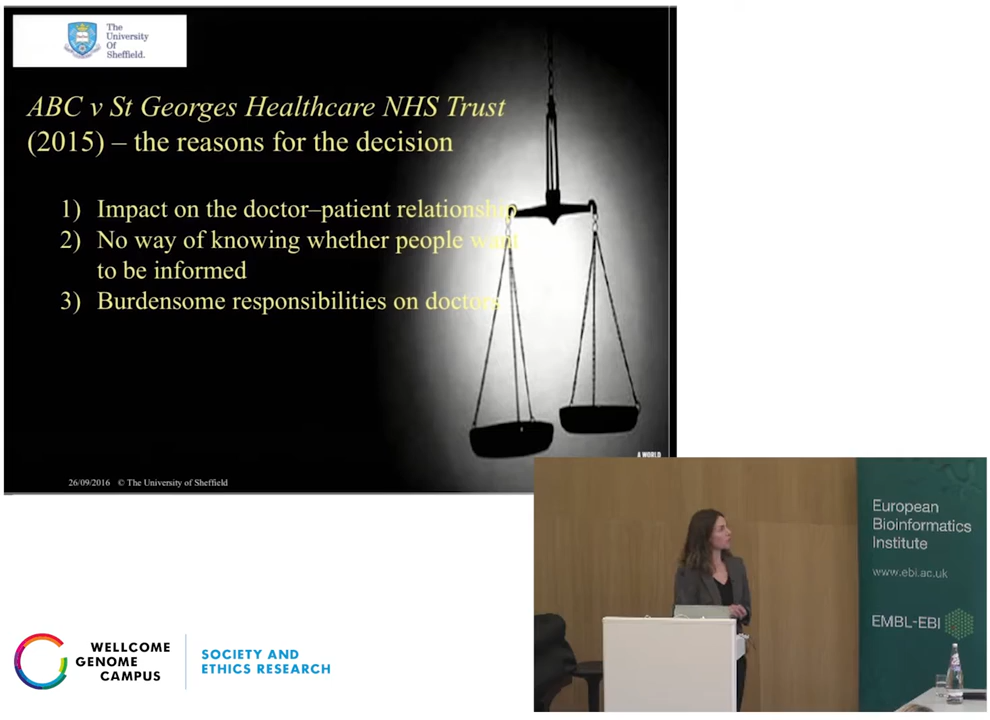 The
University
Of
Sheffield.
ABC v St Georges Healthcare NHS Trust
(2015) – the reasons for the decision
1) Impact on the doctor–patient relationship
2) No way of knowing whether people want
to be informed
3) Burdensome responsibilities on doctors
A WORLD
26/09/2016 © The University of Sheffield
European
Bioinformatics
Institute
www.ebi.ac.uk
EMBL-EBI
WELLCOME
GENOME
CAMPUS
SOCIETY AND
ETHICS RESEARCH